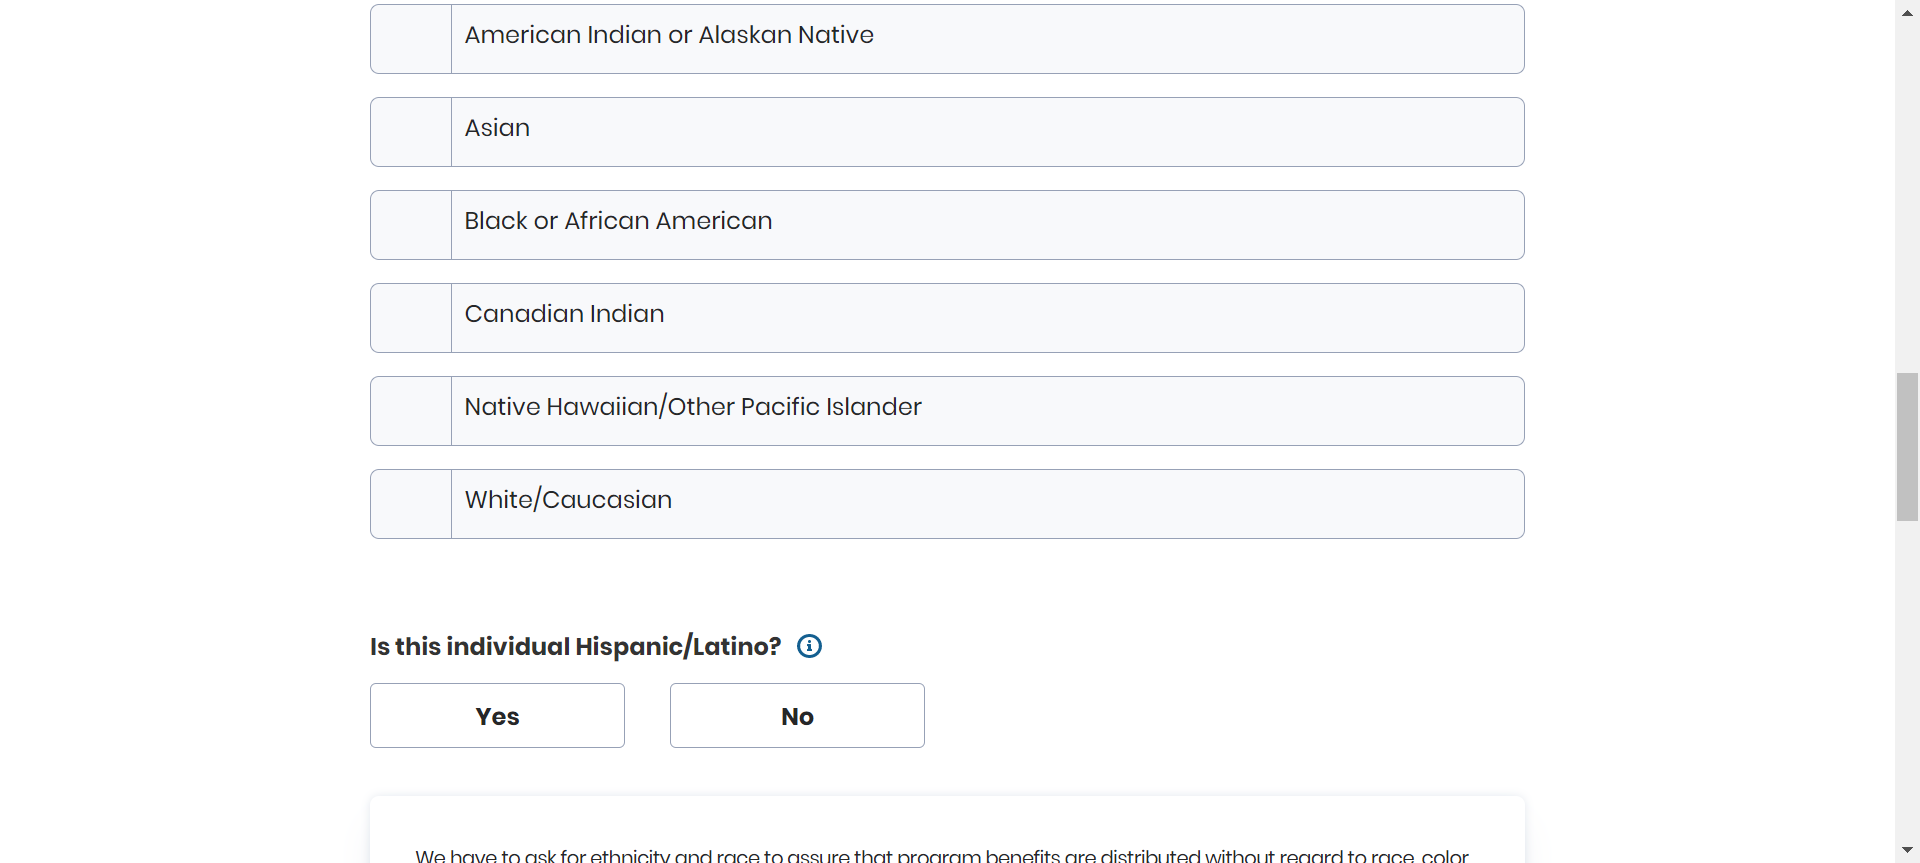 American Indian or Alaskan Native
Asian
Black or African American
Canadian Indian
Native Hawaiian/Other Pacific Islander
White/Caucasian
Is this individual Hispanic/Latino?
Yes
No
We have to ask for ethnicity and race to assure that program benefits are distributed without regard to race, color,